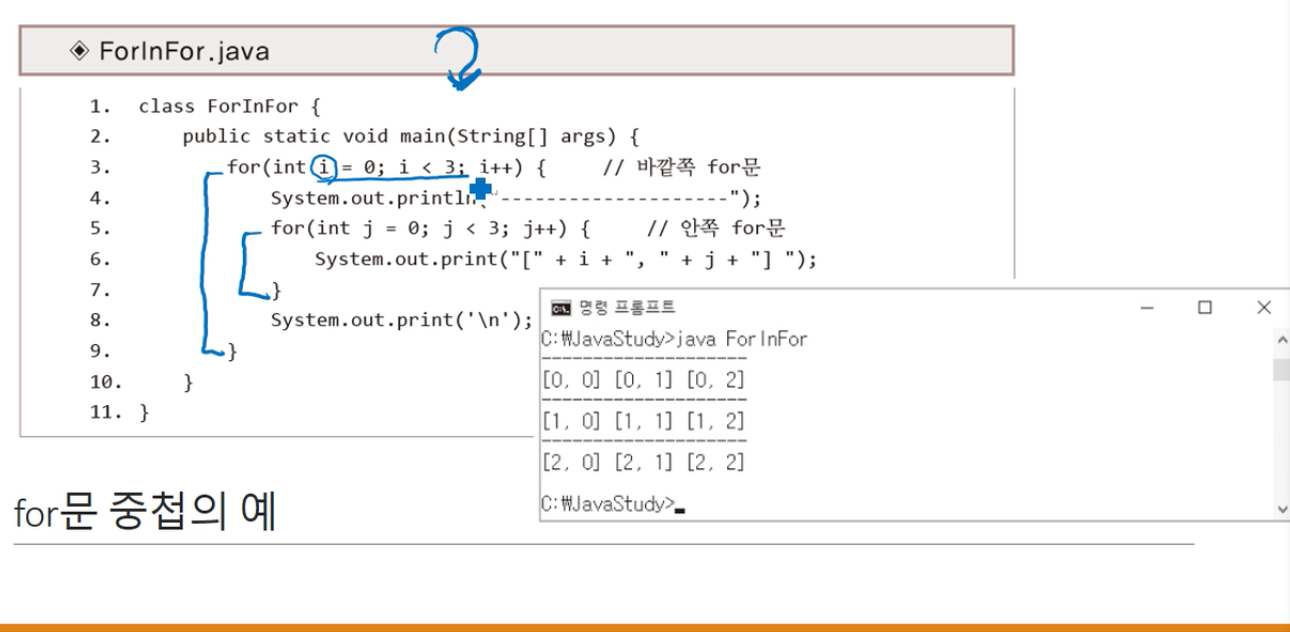 ◈ ForInFor.java
1. class ForInFor {
2. public static void main(String[] args) {
3. for(int i = 0; i < 3; i++) { // 바깥쪽 for문
4. System.out.println("---------------------");
5. for(int j = 0; j < 3; j++) { // 안쪽 for문
6. System.out.print("[" + i + ", " + j + "] ");
7. }
8. System.out.print('\n');
9. }
10. }
11. }
명령 프롬프트
C:₩JavaStudy>java ForInFor
---------------------
[0, 0] [0, 1] [0, 2]
---------------------
[1, 0] [1, 1] [1, 2]
---------------------
[2, 0] [2, 1] [2, 2]
C:₩JavaStudy>
for문 중첩의 예